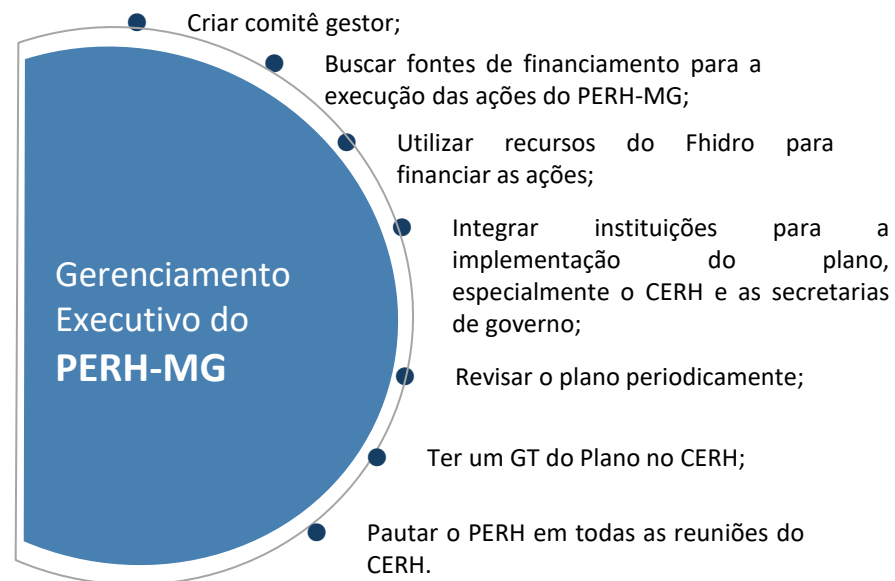 Criar comitê gestor;
Buscar fontes de financiamento para a
execução das ações do PERH-MG;
Utilizar recursos do Fhidro para
financiar as ações;
Integrar instituições para a
implementação do plano,
especialmente o CERH e as secretarias
de governo;
Gerenciamento
Executivo do
PERH-MG
Revisar o plano periodicamente;
Ter um GT do Plano no CERH;
Pautar o PERH em todas as reuniões do
CERH.